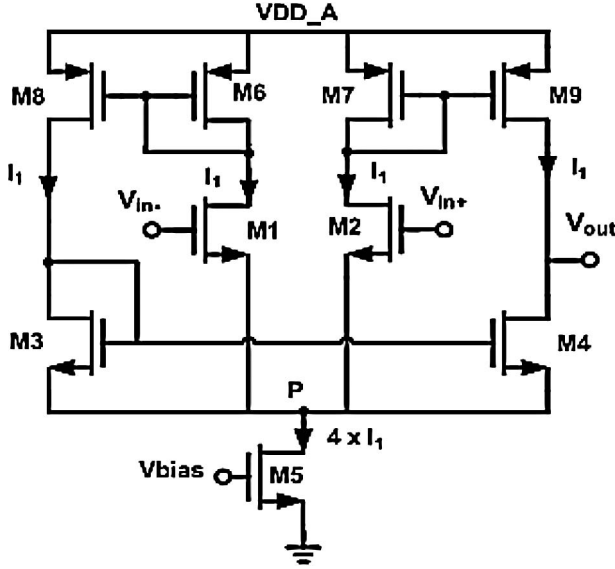 VDD_A
M8 M6 M7 M9
I₁ I₁ I₁ I₁
Vin- M1 M2 Vin+ Vout
M3 M4
P
4 x I₁
Vbias M5